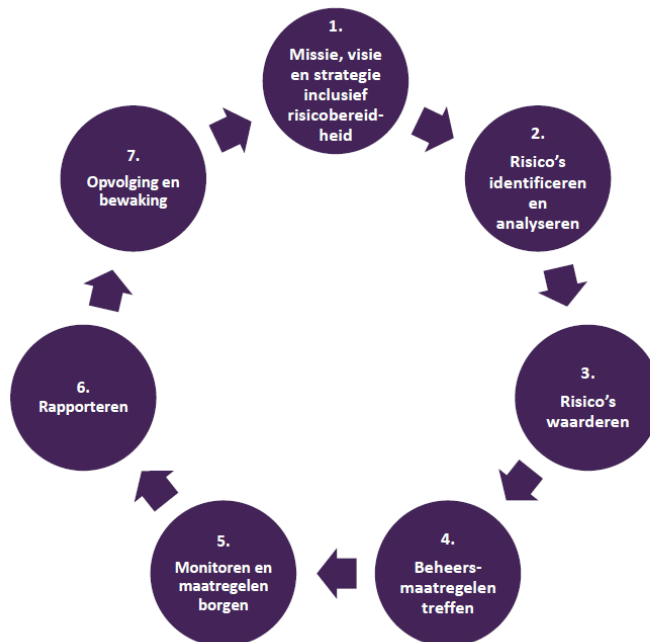 1.
Missie, visie
en strategie
inclusief
risicobereid-
heid
2.
Risico's
identificeren
en
analyseren
3.
Risico's
waarderen
4.
Beheers-
maatregelen
treffen
5.
Monitoren en
maatregelen
borgen
6.
Rapporteren
7.
Opvolging en
bewaking